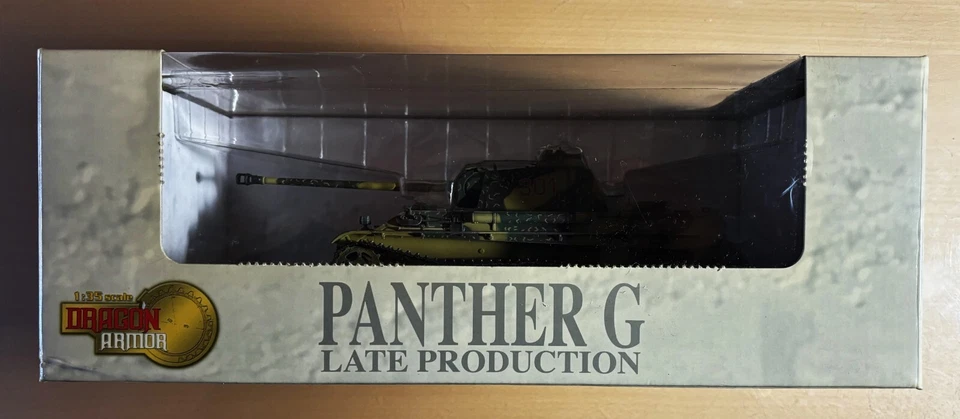 PANTHER G
LATE PRODUCTION
1:35 scale
DRAGON
ARMOR